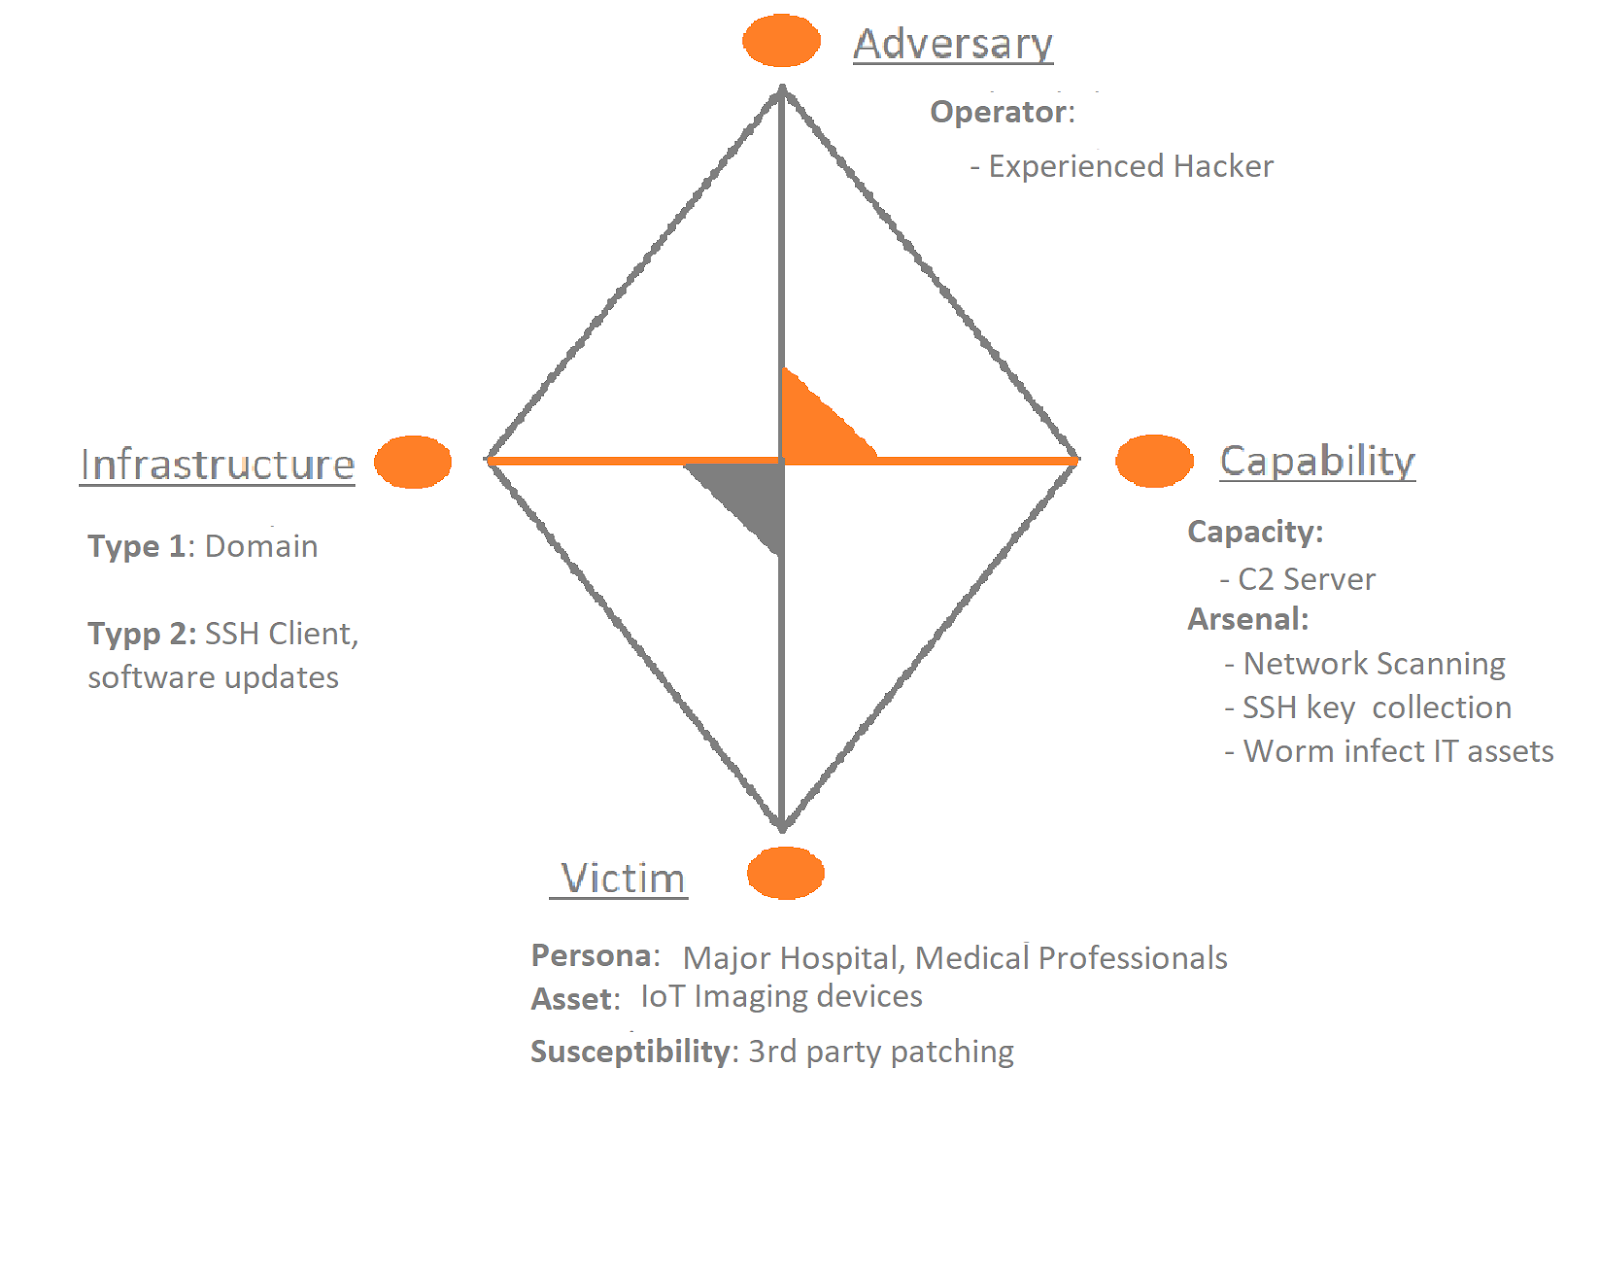 Adversary
Operator:
- Experienced Hacker
Infrastructure
Type 1: Domain
Typp 2: SSH Client,
software updates
Capability
Capacity:
- C2 Server
Arsenal:
- Network Scanning
- SSH key collection
- Worm infect IT assets
Victim
Persona: Major Hospital, Medical Professionals
Asset: IoT Imaging devices
Susceptibility: 3rd party patching